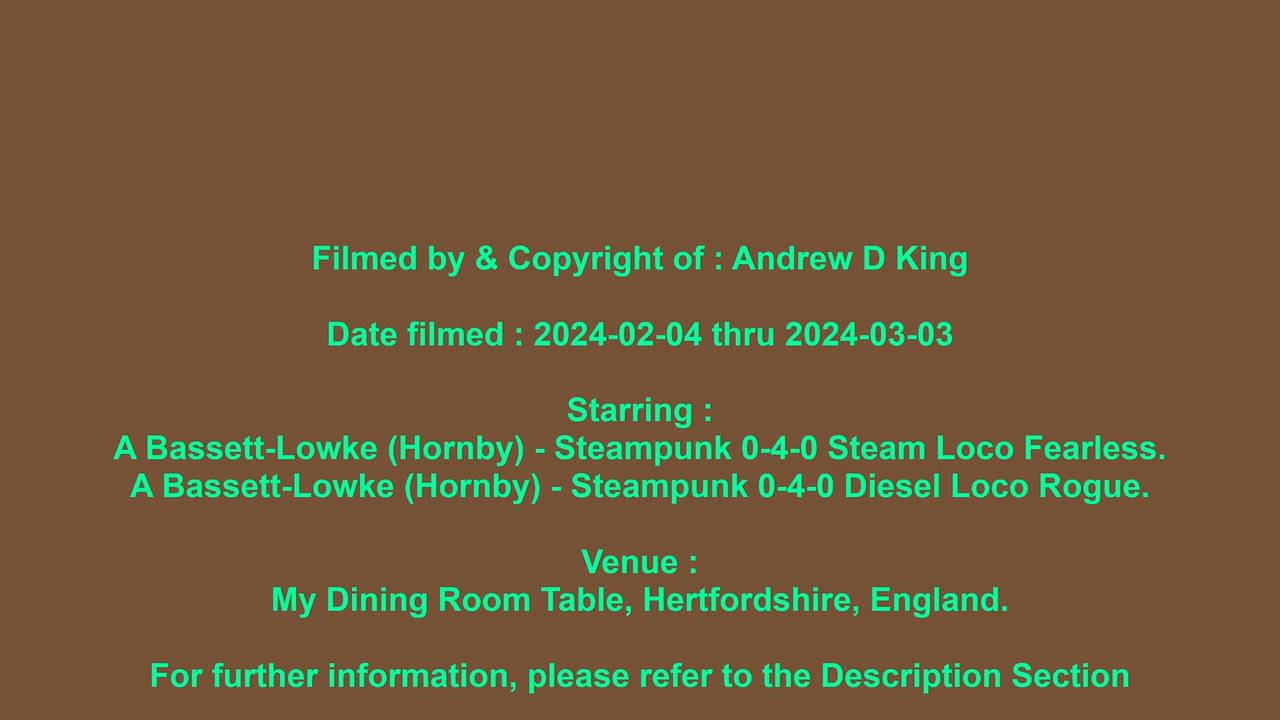 Filmed by & Copyright of : Andrew D King
Date filmed : 2024-02-04 thru 2024-03-03
Starring :
A Bassett-Lowke (Hornby) - Steampunk 0-4-0 Steam Loco Fearless.
A Bassett-Lowke (Hornby) - Steampunk 0-4-0 Diesel Loco Rogue.
Venue :
My Dining Room Table, Hertfordshire, England.
For further information, please refer to the Description Section